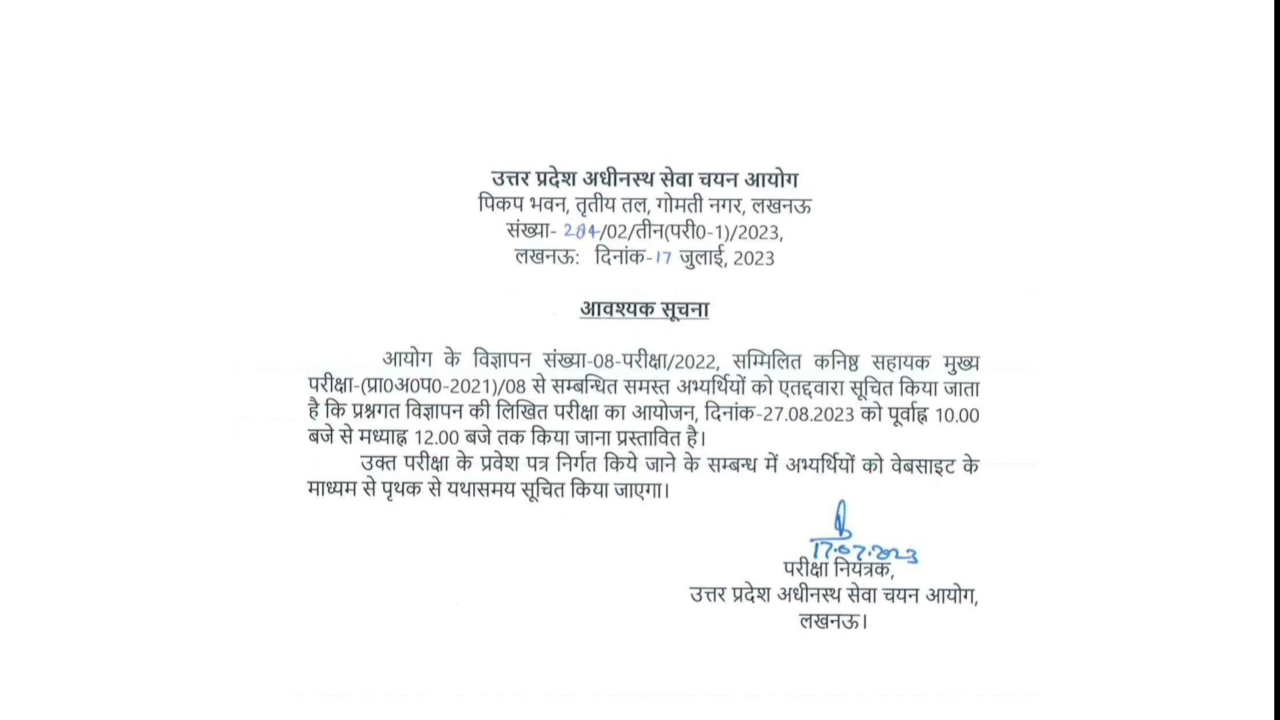 उत्तर प्रदेश अधीनस्थ सेवा चयन आयोग
पिकप भवन, तृतीय तल, गोमती नगर, लखनऊ
संख्या- 284/02/तीन(परी0-1)/2023,
लखनऊ: दिनांक-17 जुलाई, 2023
आवश्यक सूचना
आयोग के विज्ञापन संख्या-08-परीक्षा/2022, सम्मिलित कनिष्ठ सहायक मुख्य
परीक्षा-(प्रा0अ0प0-2021)/08 से सम्बन्धित समस्त अभ्यर्थियों को एतद्दवारा सूचित किया जाता
है कि प्रश्नगत विज्ञापन की लिखित परीक्षा का आयोजन, दिनांक-27.08.2023 को पूर्वाह्न 10.00
बजे से मध्याह्न 12.00 बजे तक किया जाना प्रस्तावित है।
उक्त परीक्षा के प्रवेश पत्र निर्गत किये जाने के सम्बन्ध में अभ्यर्थियों को वेबसाइट के
माध्यम से पृथक से यथासमय सूचित किया जाएगा।
17.07.2023
परीक्षा नियंत्रक,
उत्तर प्रदेश अधीनस्थ सेवा चयन आयोग,
लखनऊ।